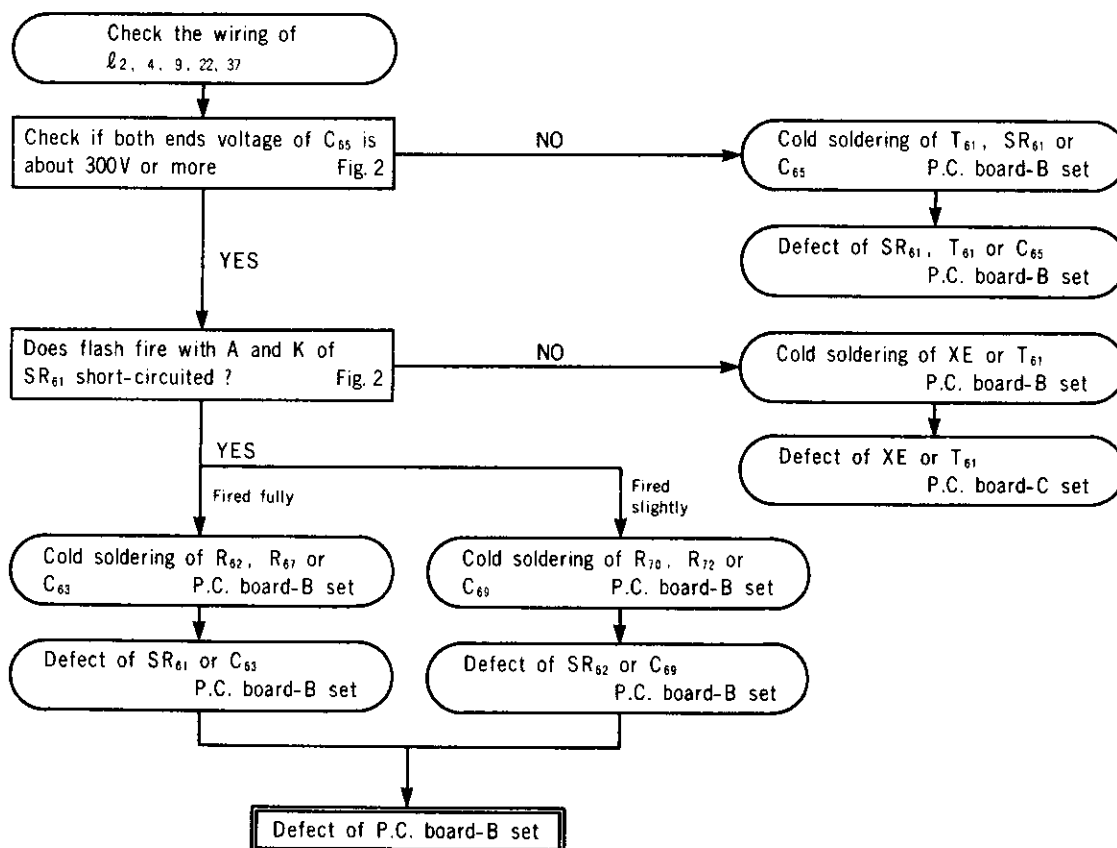 Check the wiring of
ℓ2, 4, 9, 22, 37
Check if both ends voltage of C65 is
about 300V or more Fig. 2
NO
Cold soldering of T61, SR61 or
C65 P.C. board-B set
Defect of SR61, T61 or C65
P.C. board-B set
YES
Does flash fire with A and K of
SR61 short-circuited ? Fig. 2
NO
Cold soldering of XE or T61
P.C. board-B set
Defect of XE or T61
P.C. board-C set
YES
Fired fully
Fired
slightly
Cold soldering of R62, R67 or
C63 P.C. board-B set
Cold soldering of R70, R72 or
C69 P.C. board-B set
Defect of SR61 or C63
P.C. board-B set
Defect of SR62 or C69
P.C. board-B set
Defect of P.C. board-B set